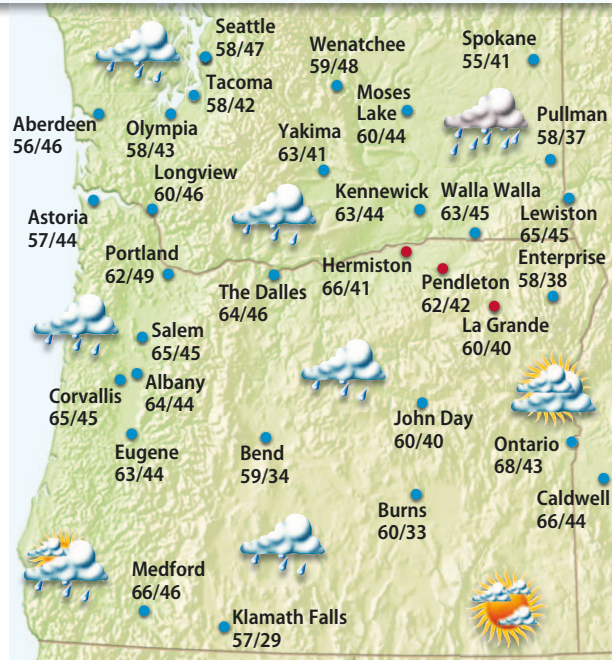 Seattle
58/47
Wenatchee
59/48
Spokane
55/41
Tacoma
58/42
Moses
Lake
60/44
Aberdeen
56/46
Olympia
58/43
Yakima
63/41
Pullman
58/37
Longview
60/46
Kennewick
63/44
Walla Walla
63/45
Lewiston
65/45
Astoria
57/44
Portland
62/49
The Dalles
64/46
Hermiston
66/41
Pendleton
62/42
Enterprise
58/38
La Grande
60/40
Salem
65/45
Corvallis
65/45
Albany
64/44
John Day
60/40
Eugene
63/44
Bend
59/34
Ontario
68/43
Caldwell
66/44
Burns
60/33
Medford
66/46
Klamath Falls
57/29